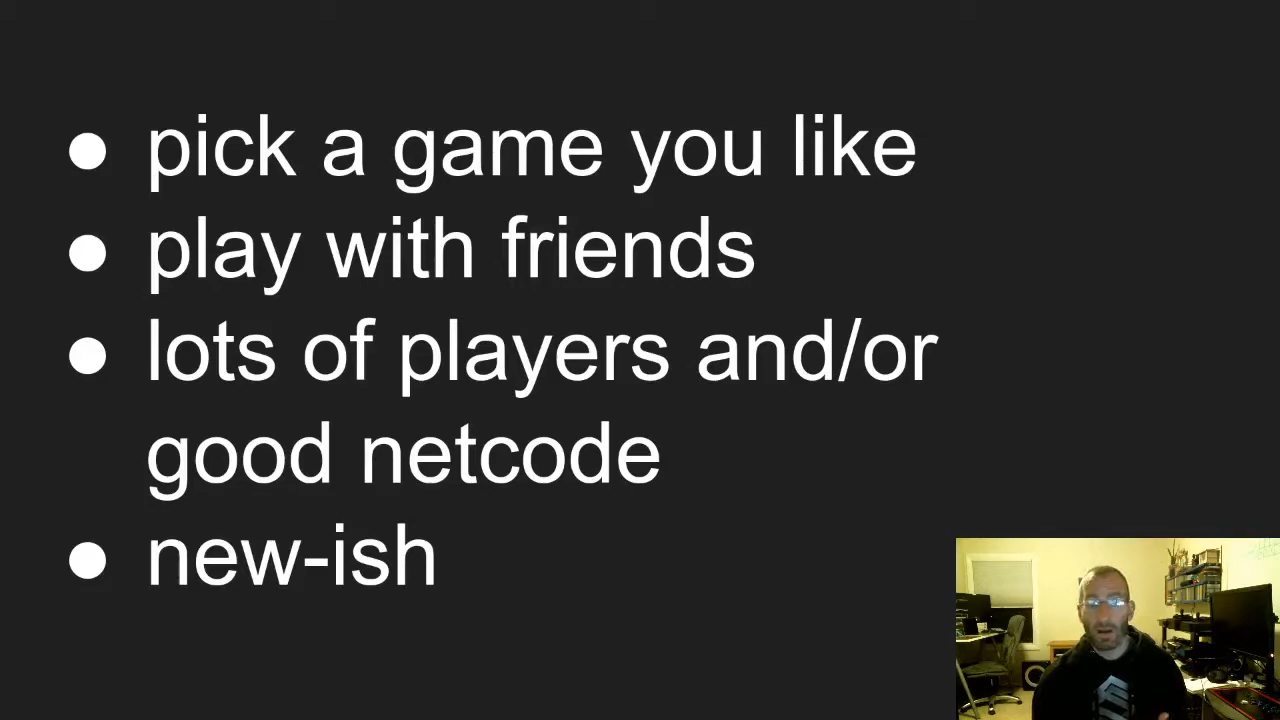 ● pick a game you like
● play with friends
● lots of players and/or
good netcode
● new-ish